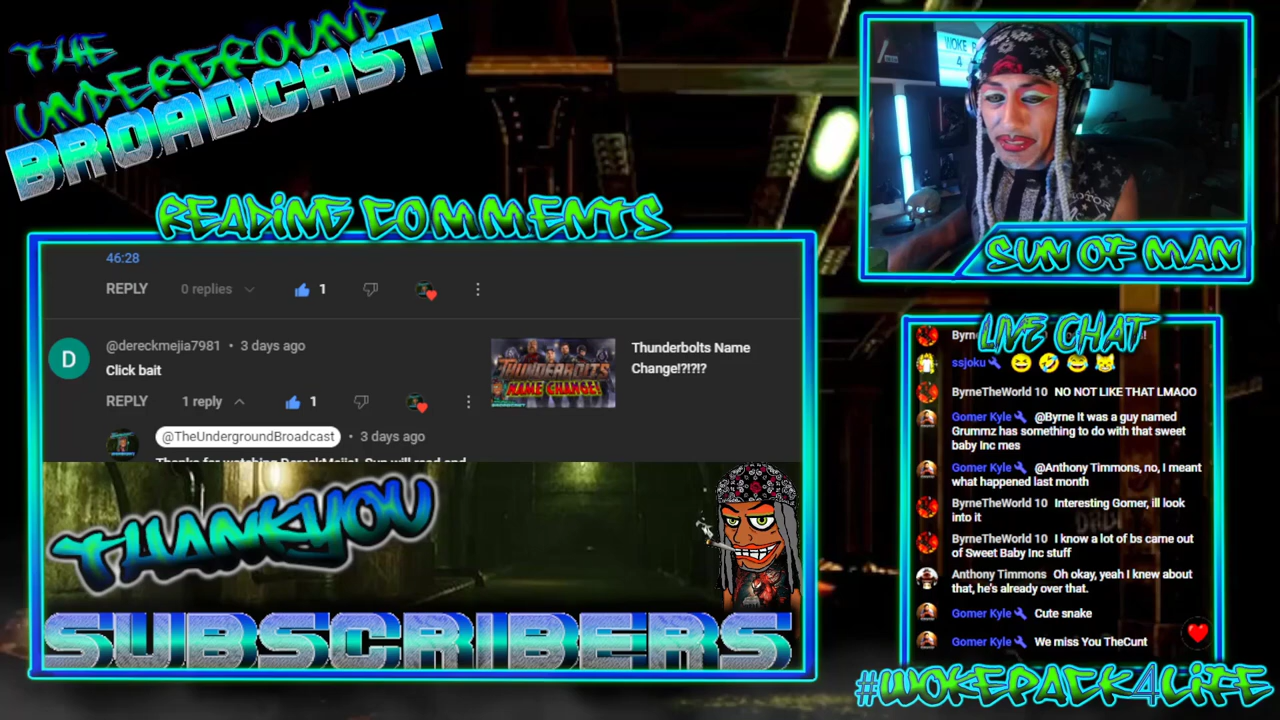 THE
UNDERGROUND
BROADCAST
READING COMMENTS
46:28
REPLY 0 replies 1
D
@dereckmejia7981 • 3 days ago
Click bait
REPLY 1 reply 1
@TheUndergroundBroadcast • 3 days ago
THUNDERBOLTS
NAME CHANGE!
Thunderbolts Name
Change!?!?!?
THANKYOU
SUBSCRIBERS
WOKE P
4
SUN OF MAN
LIVE CHAT
ssjoku
ByrneTheWorld 10 NO NOT LIKE THAT LMAOO
Gomer Kyle @Byrne It was a guy named
Grummz has something to do with that sweet
baby Inc mes
Gomer Kyle @Anthony Timmons, no, I meant
what happened last month
ByrneTheWorld 10 Interesting Gomer, ill look
into it
ByrneTheWorld 10 I know a lot of bs came out
of Sweet Baby Inc stuff
Anthony Timmons Oh okay, yeah I knew about
that, he's already over that.
Gomer Kyle Cute snake
Gomer Kyle We miss You TheCunt
#WOKEPACK4LIFE